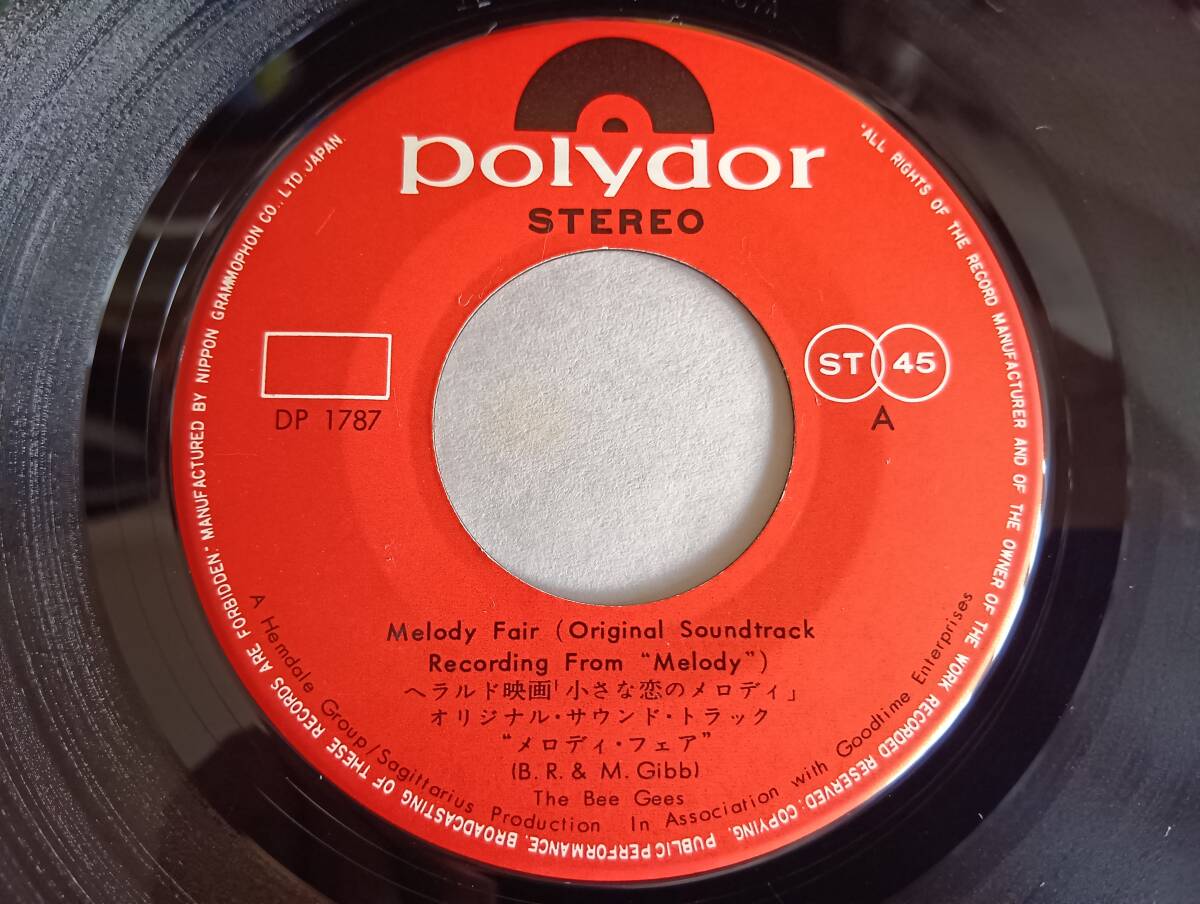 polydor
STEREO
DP 1787
ST 45
A
Melody Fair (Original Soundtrack
Recording From "Melody")
ヘラルド映画「小さな恋のメロディ」
オリジナル・サウンド・トラック
"メロディ・フェア"
(B. R. & M. Gibb)
The Bee Gees
A Hemdale Group/Sagittarius Production In Association with Goodtime Enterprises
"ALL RIGHTS OF THE RECORD MANUFACTURER AND OF THE OWNER OF THE WORK RECORDED RESERVED: COPYING, PUBLIC PERFORMANCE, BROADCASTING OF THESE RECORDS ARE FORBIDDEN." MANUFACTURED BY NIPPON GRAMMOPHON CO., LTD JAPAN.